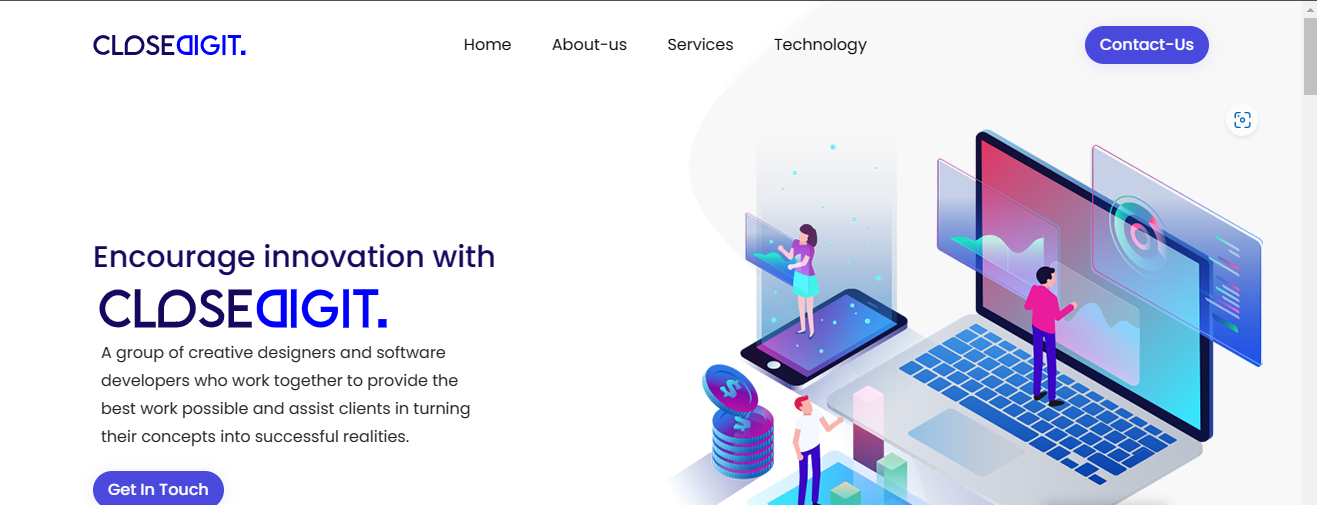 CLOSEDIGIT.
Home
About-us
Services
Technology
Contact-Us
Encourage innovation with
CLOSEDIGIT.
A group of creative designers and software
developers who work together to provide the
best work possible and assist clients in turning
their concepts into successful realities.
Get In Touch